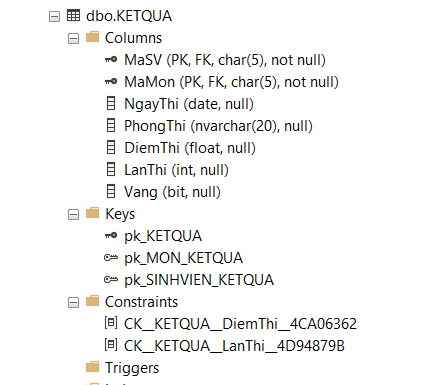 dbo.KETQUA
Columns
MaSV (PK, FK, char(5), not null)
MaMon (PK, FK, char(5), not null)
NgayThi (date, null)
PhongThi (nvarchar(20), null)
DiemThi (float, null)
LanThi (int, null)
Vang (bit, null)
Keys
pk_KETQUA
pk_MON_KETQUA
pk_SINHVIEN_KETQUA
Constraints
CK__KETQUA__DiemThi__4CA06362
CK__KETQUA__LanThi__4D94879B
Triggers